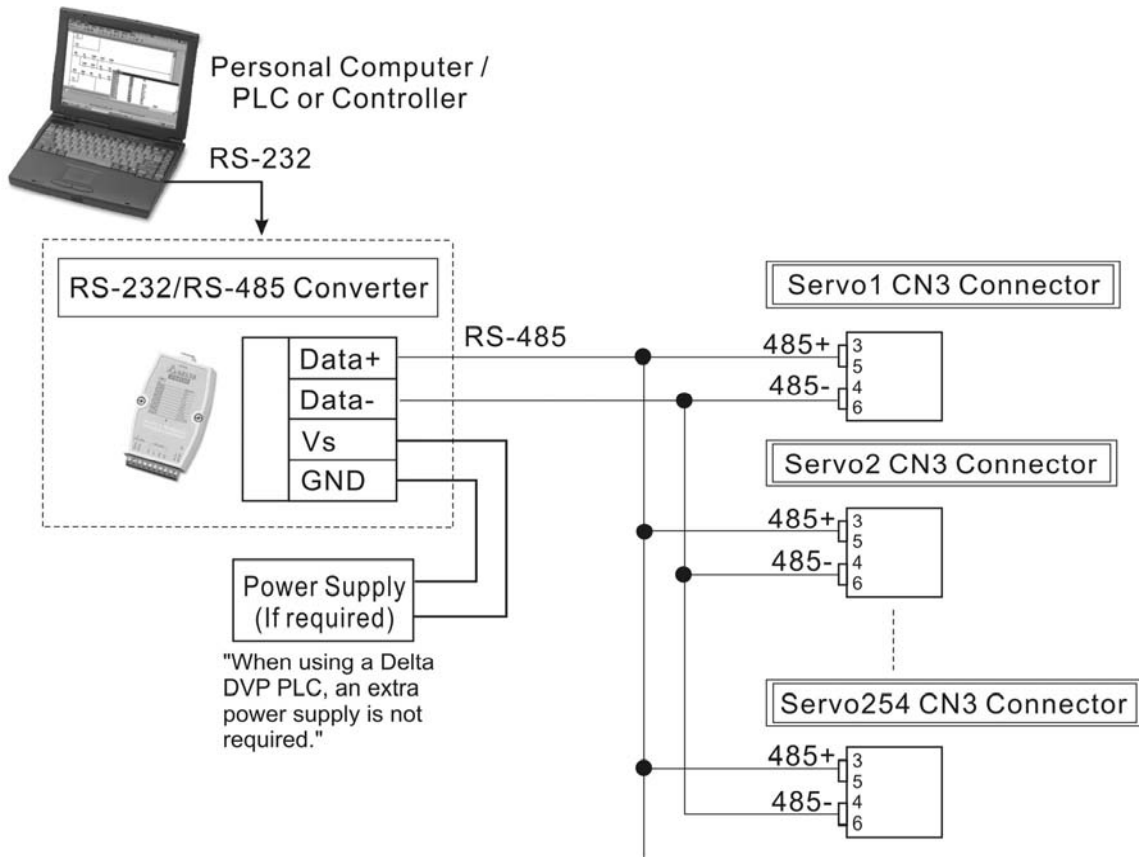 Personal Computer /
PLC or Controller
RS-232
RS-232/RS-485 Converter
Data+
Data-
Vs
GND
RS-485
Power Supply
(If required)
"When using a Delta
DVP PLC, an extra
power supply is not
required."
Servo1 CN3 Connector
485+
3
5
485-
4
6
Servo2 CN3 Connector
485+
3
5
485-
4
6
Servo254 CN3 Connector
485+
3
5
485-
4
6